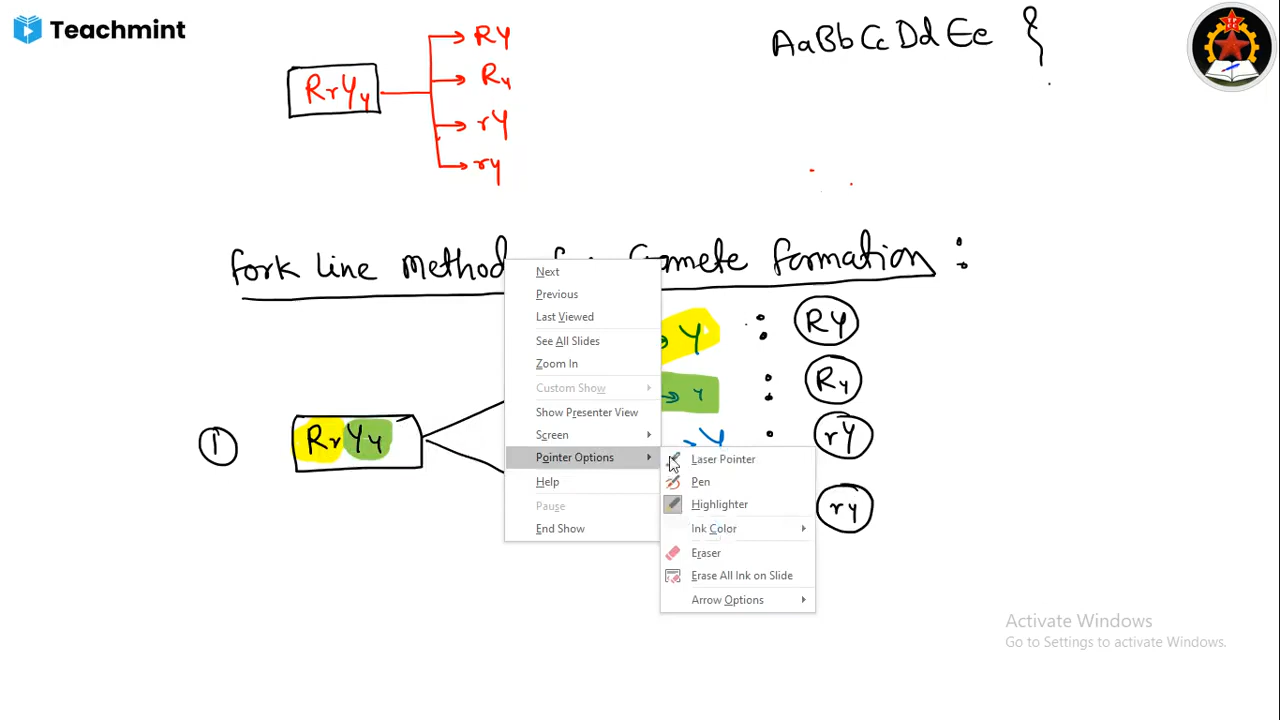 Teachmint
AaBbCcDdEe {
RrYy
RY
Ry
rY
ry
Fork Line Method Gamete Formation :
Next
Previous
Last Viewed
See All Slides
Zoom In
Custom Show
Show Presenter View
Screen
Pointer Options
Help
Pause
End Show
Laser Pointer
Pen
Highlighter
Ink Color
Eraser
Erase All Ink on Slide
Arrow Options
① RrYy
Y : RY
y : Ry
Y : rY
ry
Activate Windows
Go to Settings to activate Windows.